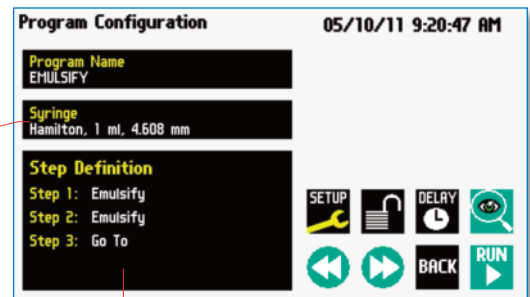 Program Configuration
05/10/11 9:20:47 AM
Program Name
EMULSIFY
Syringe
Hamilton, 1 ml, 4.608 mm
Step Definition
Step 1: Emulsify
Step 2: Emulsify
Step 3: Go To
SETUP
DELAY
BACK
RUN